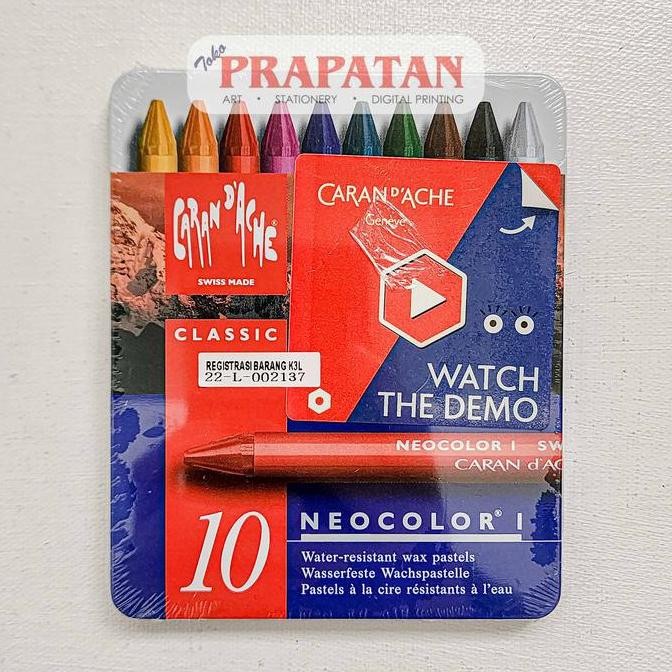 Toko
PRAPATAN
ART • STATIONERY • DIGITAL PRINTING
CARAN D'ACHE
Genève
CARAN D'ACHE®
SWISS MADE
CLASSIC
REGISTRASI BARANG K3L
22-L-002137
WATCH
THE DEMO
NEOCOLOR I SW
CARAN d'AC
10
NEOCOLOR® I
Water-resistant wax pastels
Wasserfeste Wachspastelle
Pastels à la cire résistants à l'eau